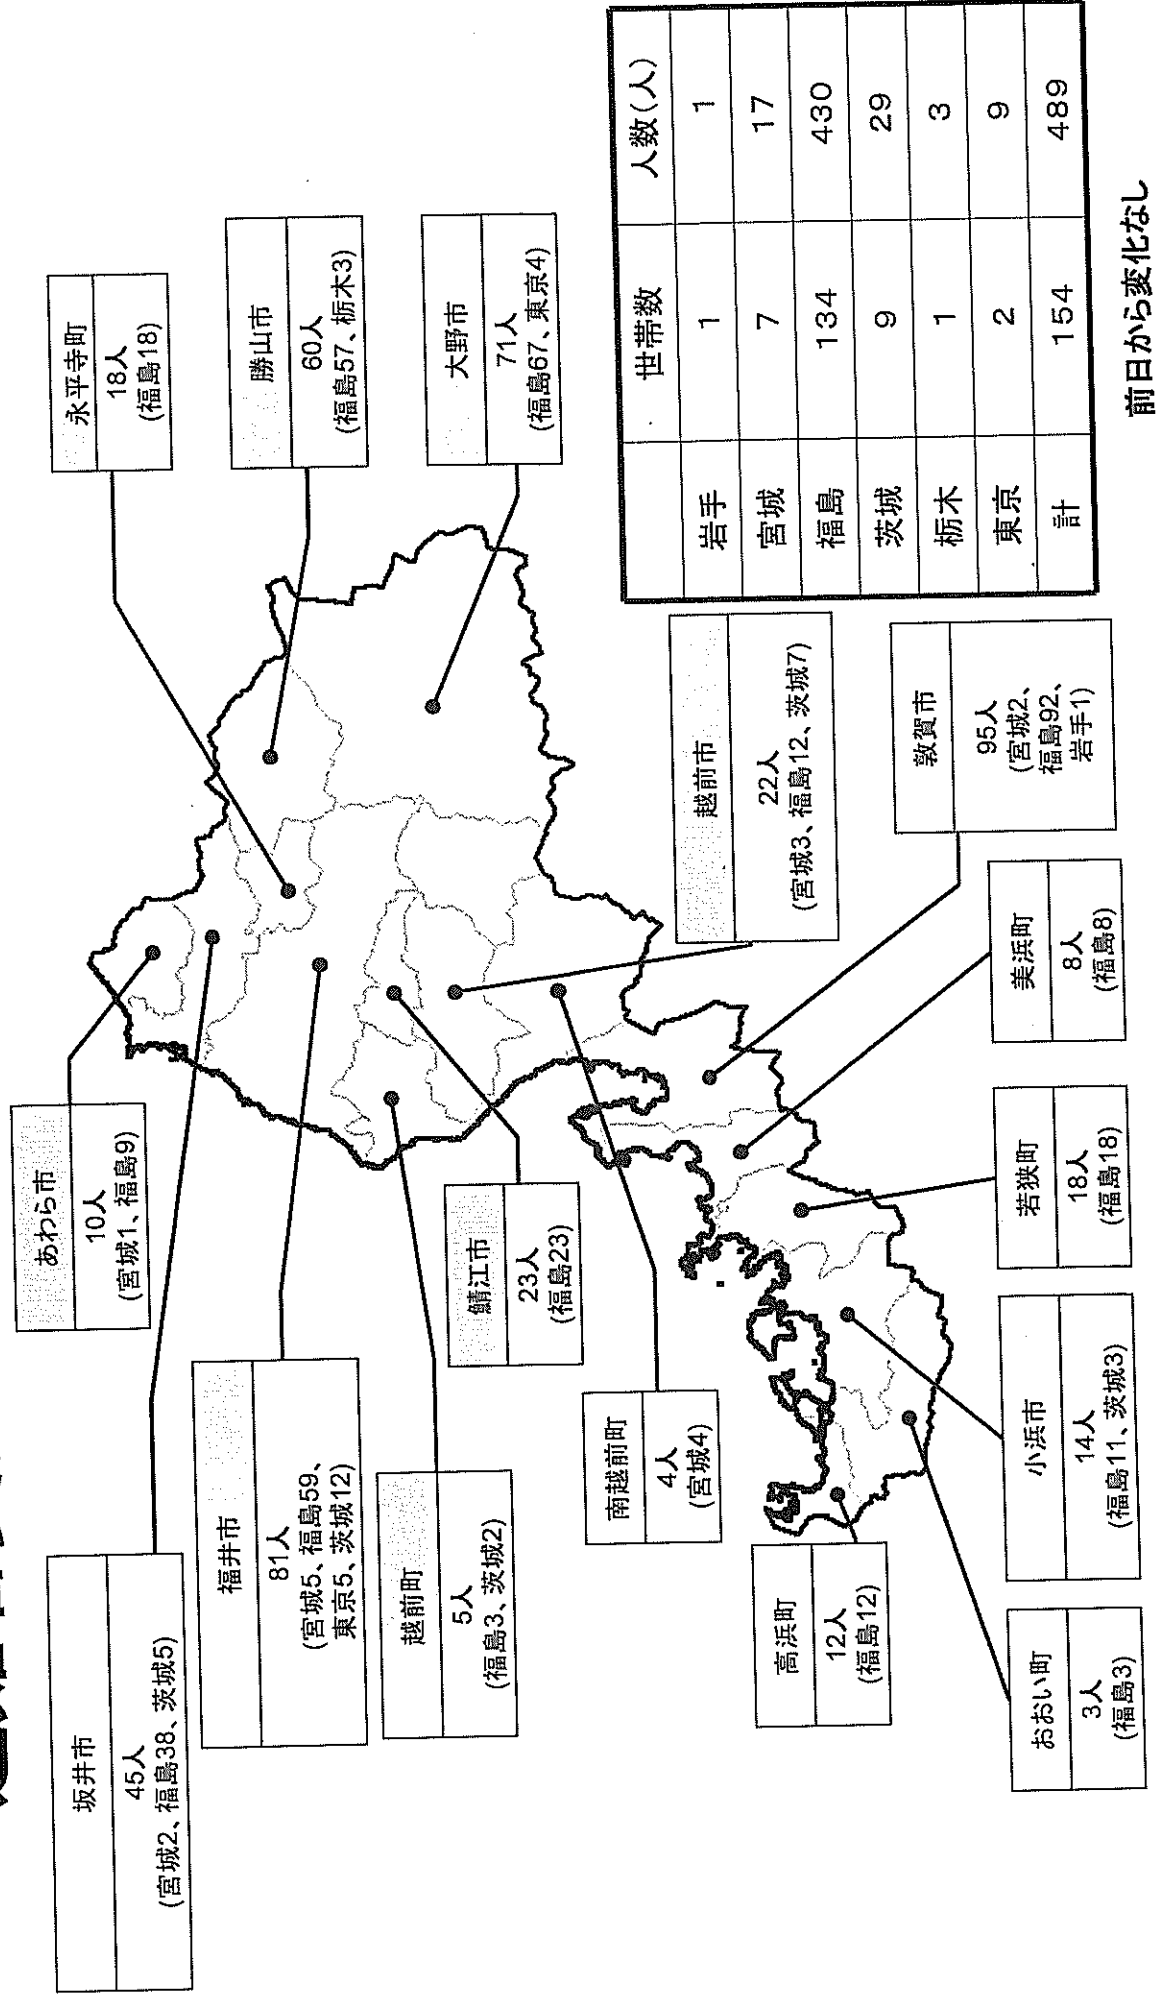 永平寺町
18人
(福島18)
勝山市
60人
(福島57、栃木3)
大野市
71人
(福島67、東京4)
あわら市
10人
(宮城1、福島9)
坂井市
45人
(宮城2、福島38、茨城5)
福井市
81人
(宮城5、福島59、
東京5、茨城12)
越前町
5人
(福島3、茨城2)
鯖江市
23人
(福島23)
南越前町
4人
(宮城4)
越前市
22人
(宮城3、福島12、茨城7)
敦賀市
95人
(宮城2、
福島92、
岩手1)
美浜町
8人
(福島8)
若狭町
18人
(福島18)
小浜市
14人
(福島11、茨城3)
高浜町
12人
(福島12)
おおい町
3人
(福島3)
世帯数 人数(人)
岩手 1 1
宮城 7 17
福島 134 430
茨城 9 29
栃木 1 3
東京 2 9
計 154 489
前日から変化なし